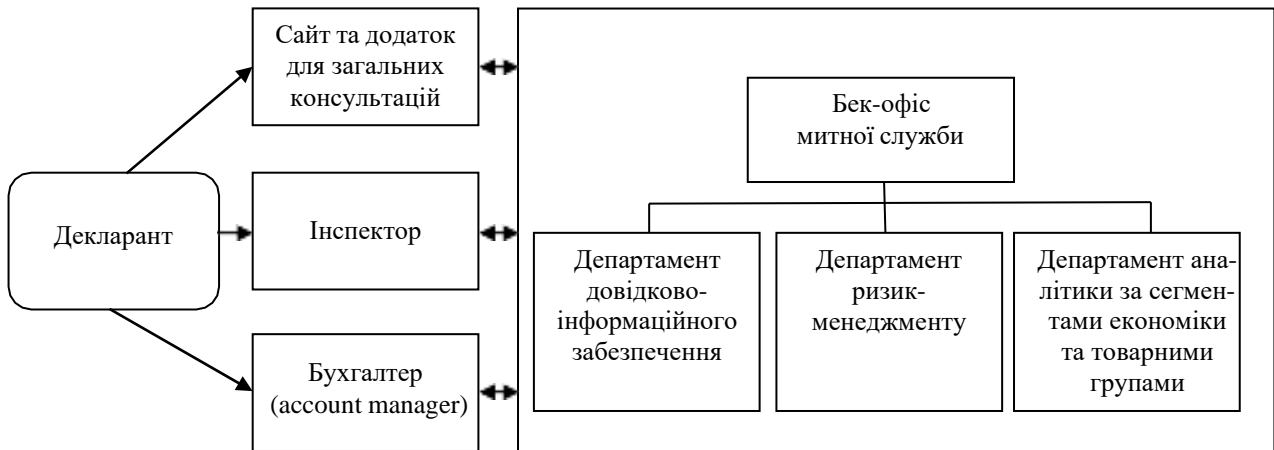 Сайт та додаток
для загальних
консультацій
Декларант
Інспектор
Бухгалтер
(account manager)
Бек-офіс
митної служби
Департамент
довідково-
інформаційного
забезпечення
Департамент
ризик-
менеджменту
Департамент ана-
літики за сегмен-
тами економіки
та товарними
групами